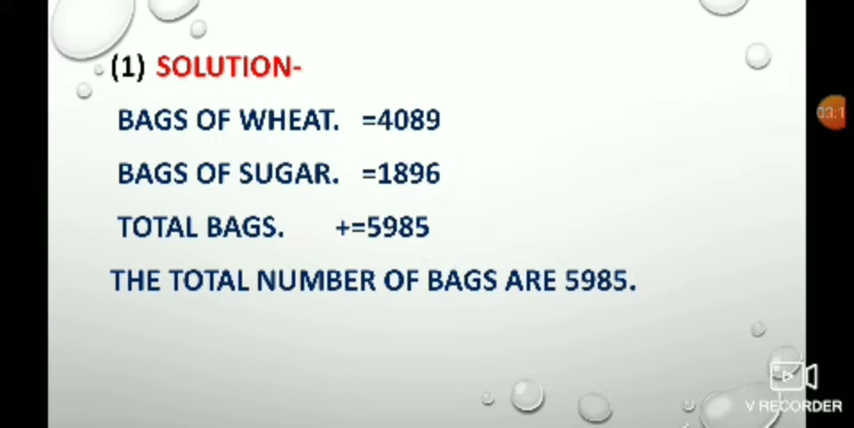 (1) SOLUTION-
BAGS OF WHEAT. =4089
BAGS OF SUGAR. =1896
TOTAL BAGS. +=5985
THE TOTAL NUMBER OF BAGS ARE 5985.
V RECORDER